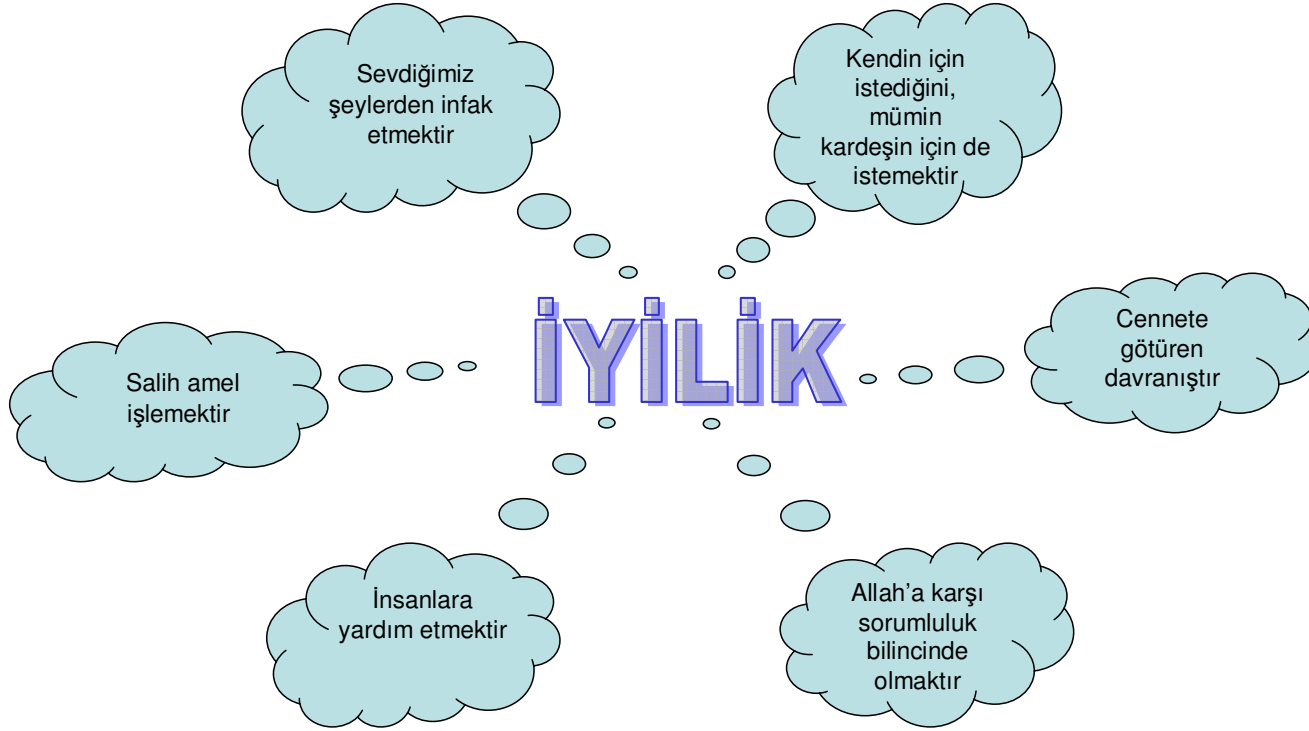 Sevdiğimiz
şeylerden infak
etmektir
Kendin için
istediğini,
mümin
kardeşin için de
istemektir
İYİLİK
Salih amel
işlemektir
Cennete
götüren
davranıştır
İnsanlara
yardım etmektir
Allah’a karşı
sorumluluk
bilincinde
olmaktır